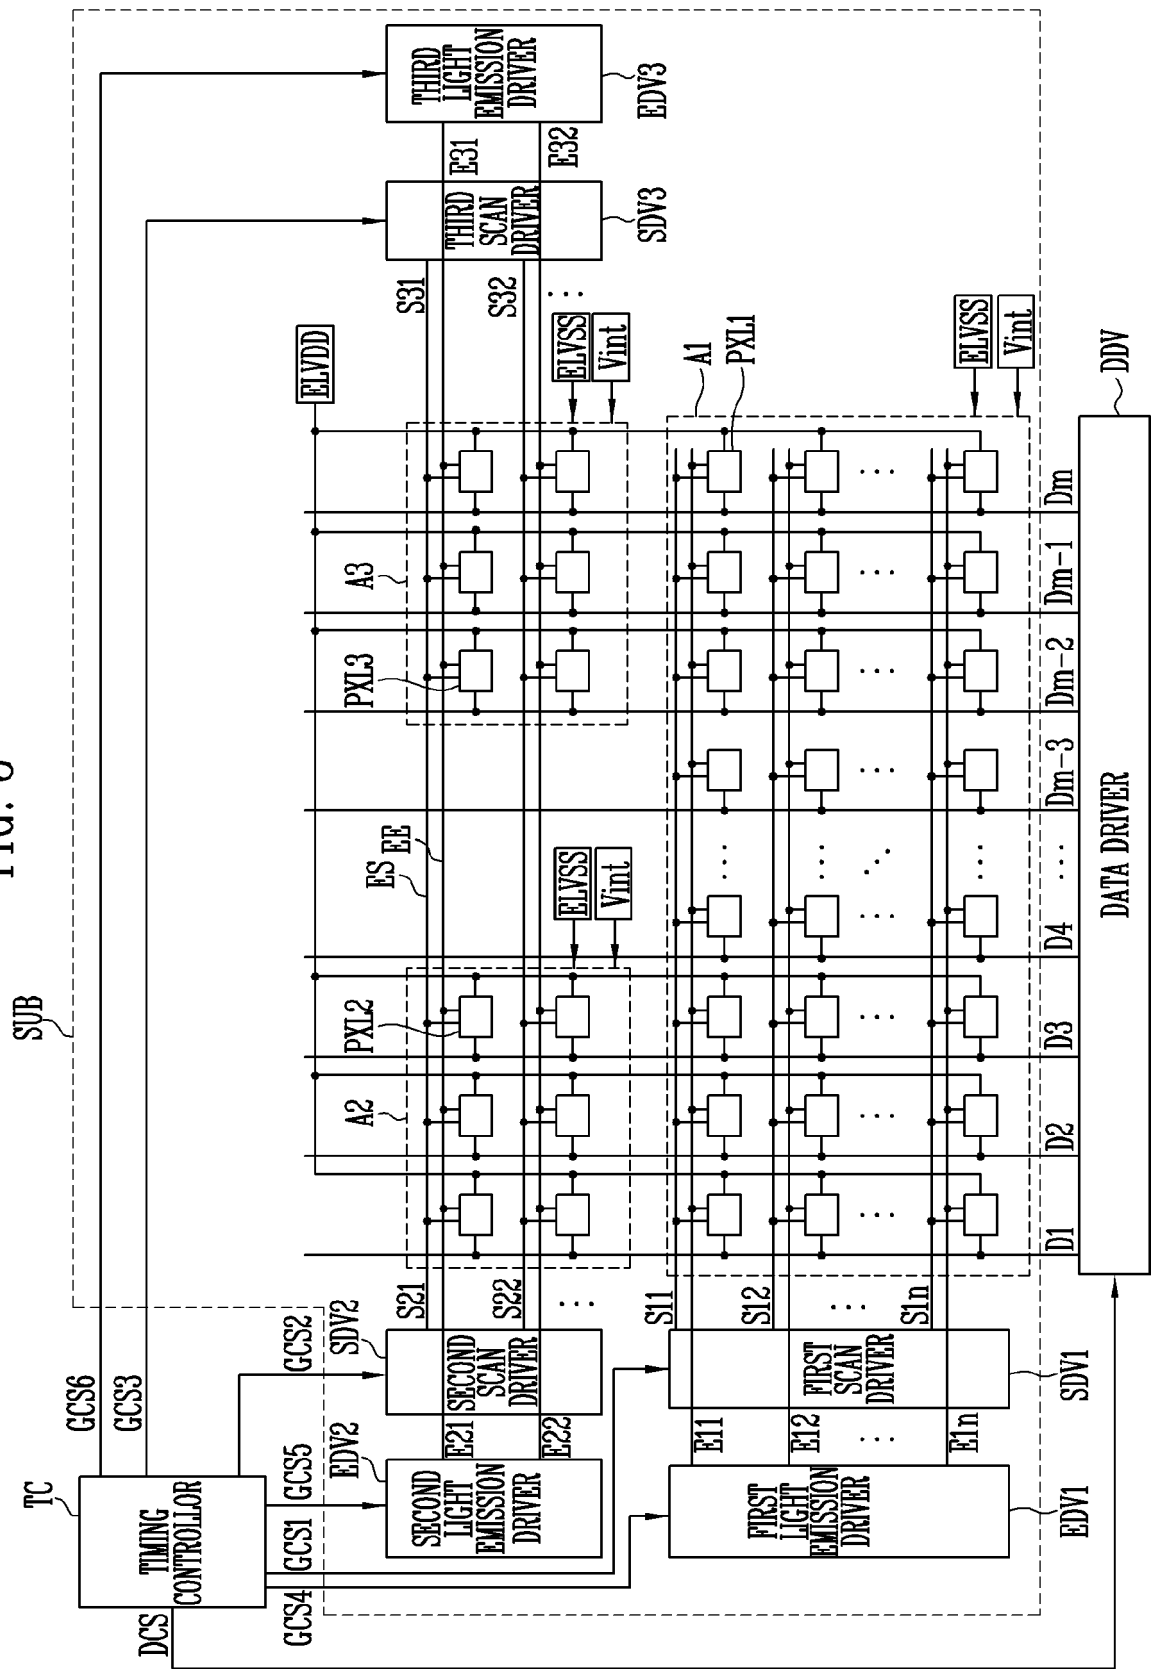 FIG. 6
SUB
TC
TIMING
CONTROLLOR
DCS
GCS6
GCS3
GCS2
GCS5
GCS1
GCS4
SDV2
EDV2
SECOND
SCAN
DRIVER
SECOND
LIGHT
EMISSION
DRIVER
E21
E22
S21
S22
...
THIRD
LIGHT
EMISSION
DRIVER
EDV3
E31
E32
THIRD
SCAN
DRIVER
SDV3
S31
S32
...
ELVDD
ELVSS
Vint
A3
PXL3
ES
EE
ELVSS
Vint
PXL2
A2
A1
PXL1
ELVSS
Vint
S11
S12
...
S1n
FIRST
SCAN
DRIVER
SDV1
E11
E12
...
E1n
FIRST
LIGHT
EMISSION
DRIVER
EDV1
D1
D2
D3
D4
...
Dm-3
Dm-2
Dm-1
Dm
DATA DRIVER
DDV